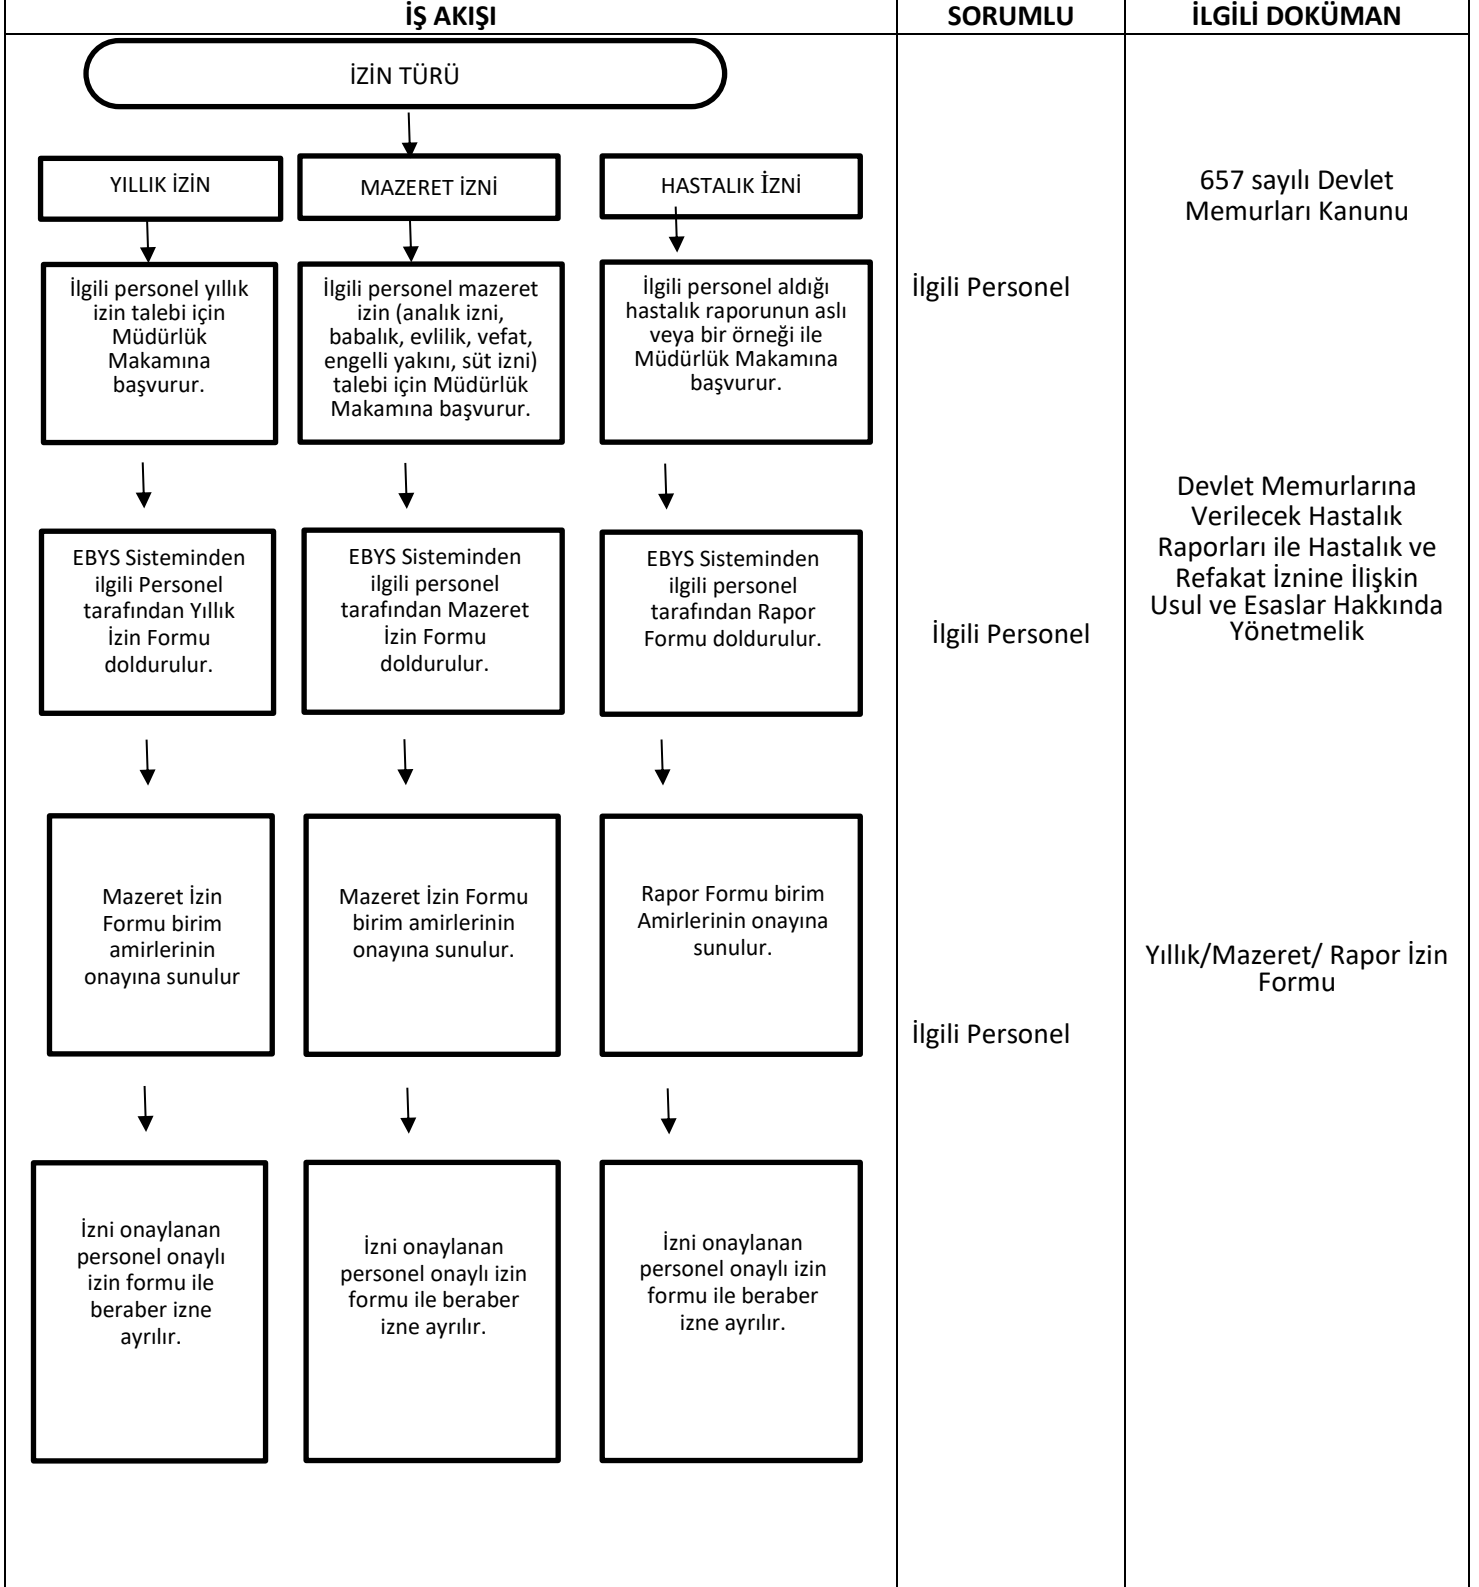 İŞ AKIŞI
SORUMLU
İLGİLİ DOKÜMAN
İZİN TÜRÜ
YILLIK İZİN
MAZERET İZNİ
HASTALIK İZNİ
657 sayılı Devlet
Memurları Kanunu
İlgili personel yıllık
izin talebi için
Müdürlük
Makamına
başvurur.
İlgili personel mazeret
izin (analık izni,
babalık, evlilik, vefat,
engelli yakını, süt izni)
talebi için Müdürlük
Makamına başvurur.
İlgili personel aldığı
hastalık raporunun aslı
veya bir örneği ile
Müdürlük Makamına
başvurur.
İlgili Personel
EBYS Sisteminden
ilgili Personel
tarafından Yıllık
İzin Formu
doldurulur.
EBYS Sisteminden
ilgili personel
tarafından Mazeret
İzin Formu
doldurulur.
EBYS Sisteminden
ilgili personel
tarafından Rapor
Formu doldurulur.
İlgili Personel
Devlet Memurlarına
Verilecek Hastalık
Raporları ile Hastalık ve
Refakat İznine İlişkin
Usul ve Esaslar Hakkında
Yönetmelik
Mazeret İzin
Formu birim
amirlerinin
onayına sunulur
Mazeret İzin Formu
birim amirlerinin
onayına sunulur.
Rapor Formu birim
Amirlerinin onayına
sunulur.
İlgili Personel
Yıllık/Mazeret/ Rapor İzin
Formu
İzni onaylanan
personel onaylı
izin formu ile
beraber izne
ayrılır.
İzni onaylanan
personel onaylı izin
formu ile beraber
izne ayrılır.
İzni onaylanan
personel onaylı izin
formu ile beraber
izne ayrılır.